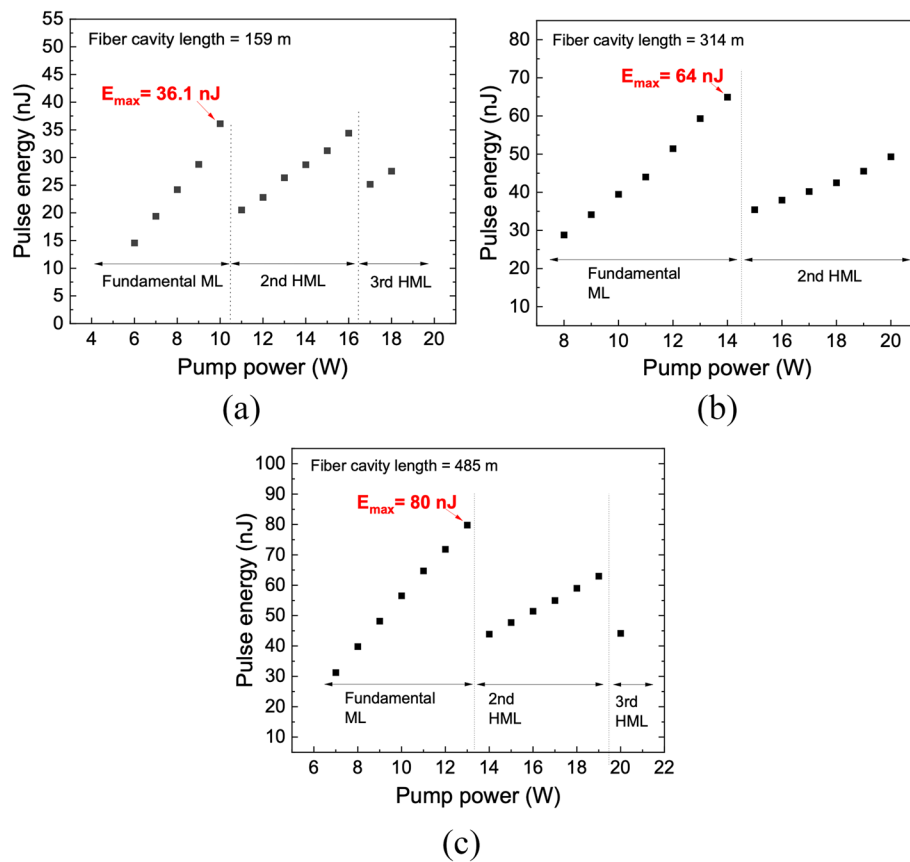 Fiber cavity length = 159 m
E_max= 36.1 nJ
Pulse energy (nJ)
55
50
45
40
35
30
25
20
15
10
5
0
Fundamental ML
2nd HML
3rd HML
4 6 8 10 12 14 16 18 20
Pump power (W)
(a)
Fiber cavity length = 314 m
E_max= 64 nJ
Pulse energy (nJ)
80
70
60
50
40
30
20
10
Fundamental
ML
2nd HML
8 10 12 14 16 18 20
Pump power (W)
(b)
Fiber cavity length = 485 m
E_max= 80 nJ
Pulse energy (nJ)
100
90
80
70
60
50
40
30
20
10
Fundamental
ML
2nd
HML
3rd
HML
6 8 10 12 14 16 18 20 22
Pump power (W)
(c)